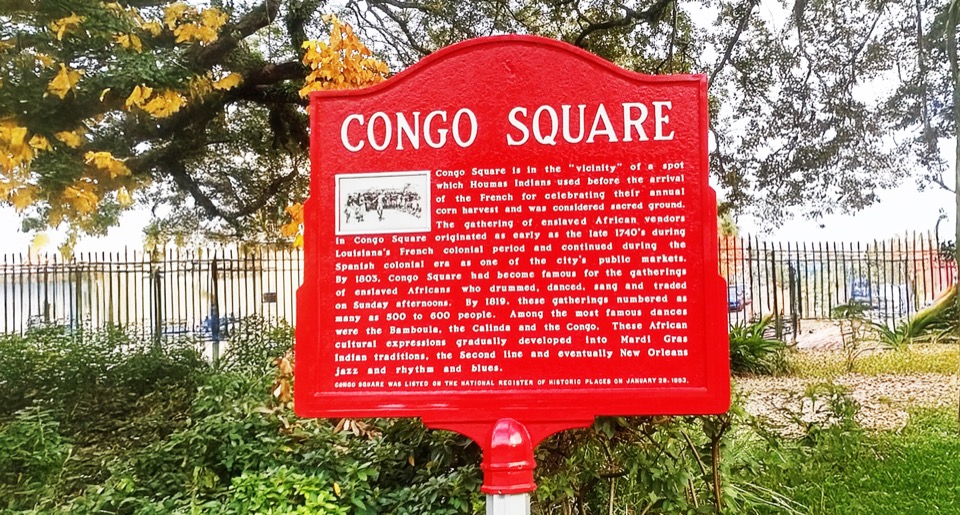 CONGO SQUARE
Congo Square is in the "vicinity" of a spot
which Houmas Indians used before the arrival
of the French for celebrating their annual
corn harvest and was considered sacred ground.
The gathering of enslaved African vendors
in Congo Square originated as early as the late 1740's during
Louisiana's French colonial period and continued during the
Spanish colonial era as one of the city's public markets.
By 1803, Congo Square had become famous for the gatherings
of enslaved Africans who drummed, danced, sang and traded
on Sunday afternoons. By 1819, these gatherings numbered as
many as 500 to 600 people. Among the most famous dances
were the Bamboula, the Calinda and the Congo. These African
cultural expressions gradually developed into Mardi Gras
Indian traditions, the Second line and eventually New Orleans
jazz and rhythm and blues.
CONGO SQUARE WAS LISTED ON THE NATIONAL REGISTER OF HISTORIC PLACES ON JANUARY 28, 1993.